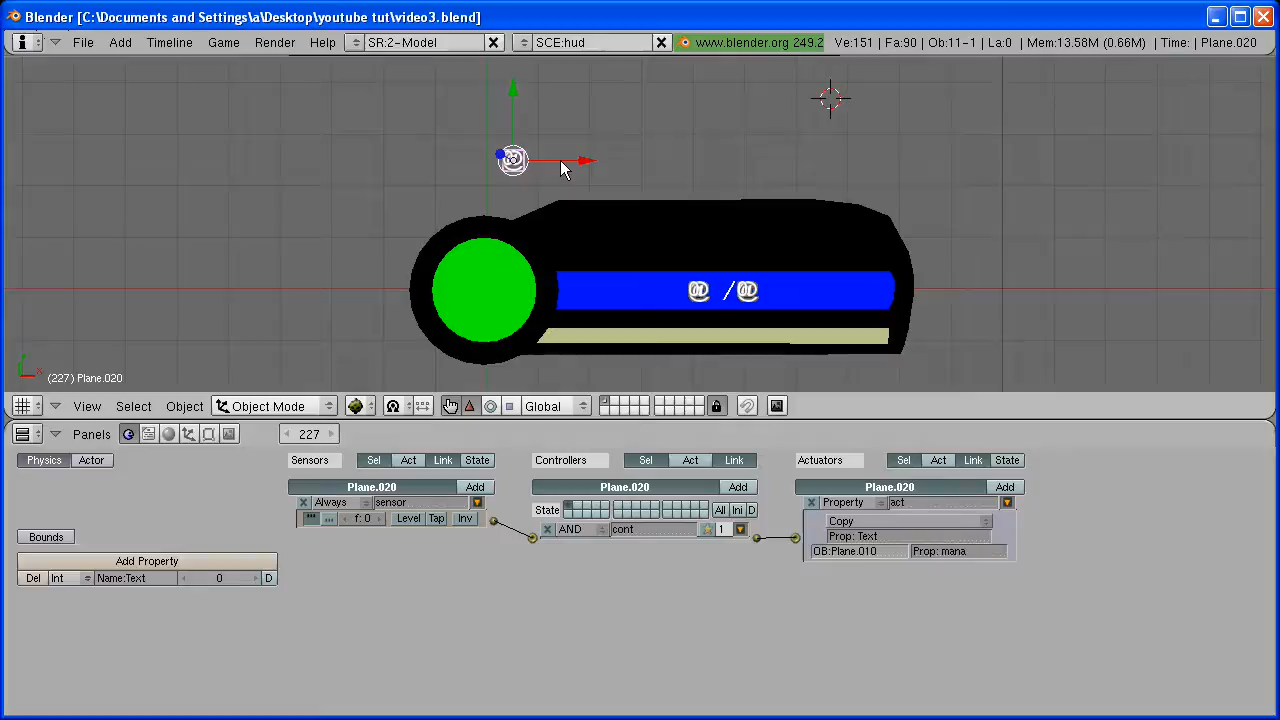 Blender [C:\Documents and Settings\a\Desktop\youtube tut\video3.blend]
File Add Timeline Game Render Help SR:2-Model SCE:hud www.blender.org 249.2 Ve:151 | Fa:90 | Ob:11-1 | La:0 | Mem:13.58M (0.66M) | Time: | Plane.020
@
@ /@
(227) Plane.020
View Select Object Object Mode Global
Panels 227
Physics Actor Sensors Sel Act Link State Controllers Sel Act Link Actuators Sel Act Link State
Plane.020 Add Plane.020 Add Plane.020 Add
Always sensor State All Ini D Property act
f: 0 Level Tap Inv AND cont 1 Copy
Bounds Prop: Text
Add Property OB:Plane.010 Prop: mana
Del Int Name:Text 0 D